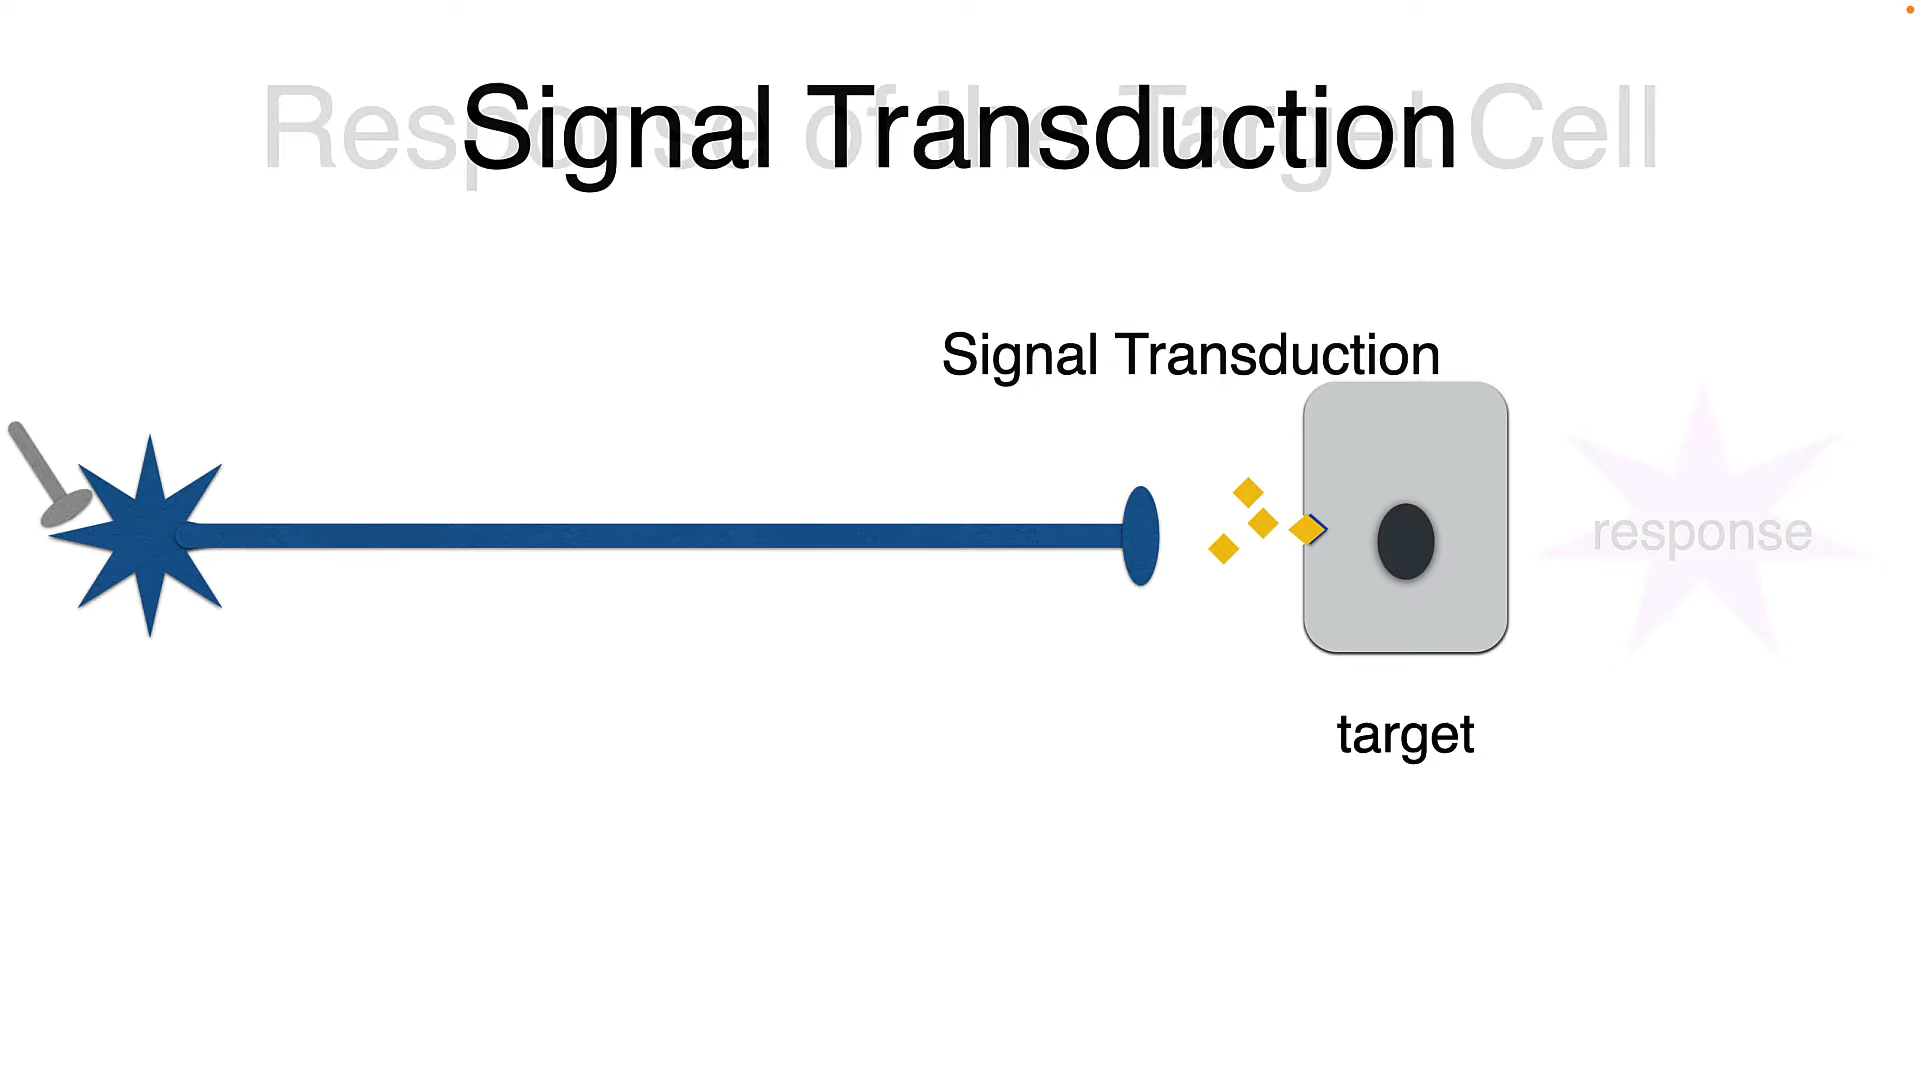 Response of the Target Cell
Signal Transduction
Signal Transduction
response
target